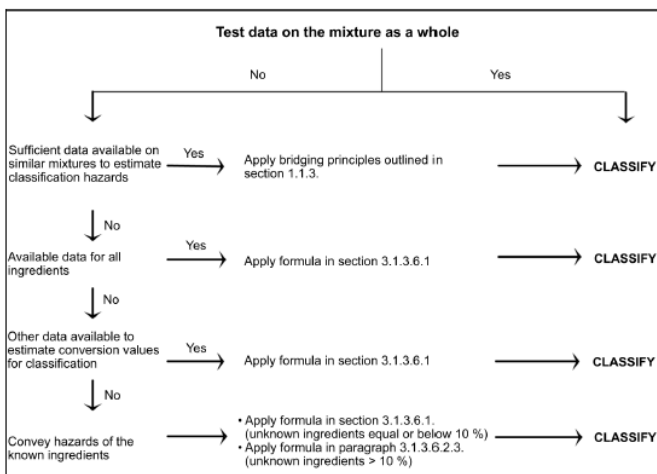 Test data on the mixture as a whole
No
Yes
Sufficient data available on
similar mixtures to estimate
classification hazards
Yes
Apply bridging principles outlined in
section 1.1.3.
CLASSIFY
No
Available data for all
ingredients
Yes
Apply formula in section 3.1.3.6.1
CLASSIFY
No
Other data available to
estimate conversion values
for classification
Yes
Apply formula in section 3.1.3.6.1
CLASSIFY
No
Convey hazards of the
known ingredients
• Apply formula in section 3.1.3.6.1.
(unknown ingredients equal or below 10 %)
• Apply formula in paragraph 3.1.3.6.2.3.
(unknown ingredients > 10 %)
CLASSIFY